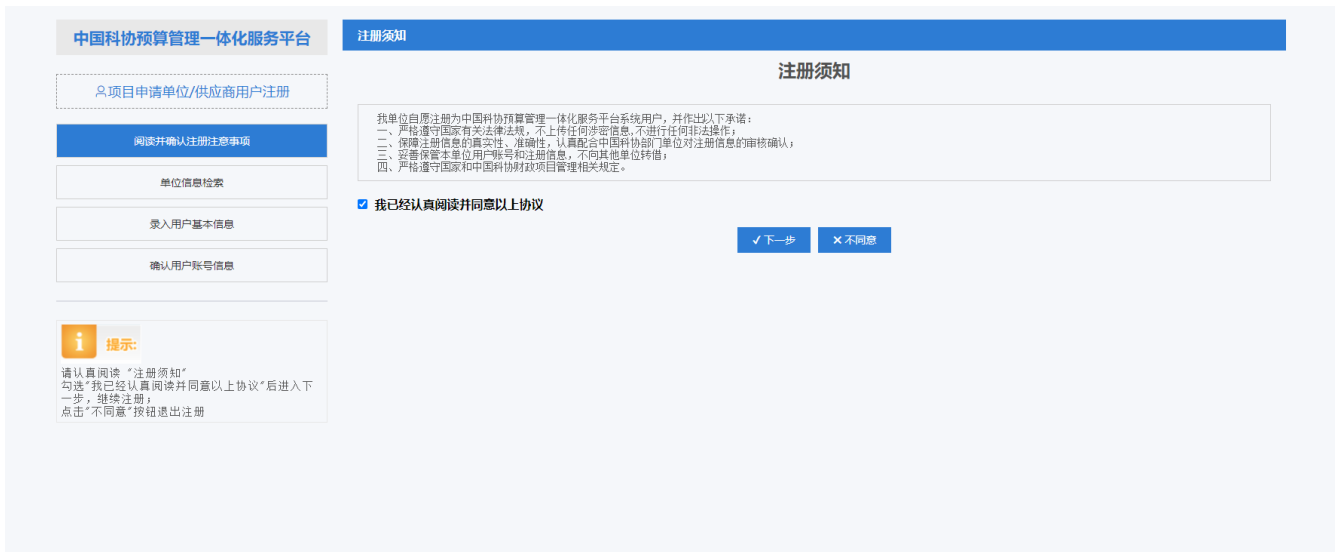 中国科协预算管理一体化服务平台
项目申请单位/供应商用户注册
阅读并确认注册注意事项
单位信息检索
录入用户基本信息
确认用户账号信息
提示:
请认真阅读“注册须知”
勾选“我已经认真阅读并同意以上协议”后进入下
一步，继续注册；
点击“不同意”按钮退出注册
注册须知
注册须知
我单位自愿注册为中国科协预算管理一体化服务平台系统用户，并作出以下承诺：
一、严格遵守国家有关法律法规，不上传任何涉密信息,不进行任何非法操作；
二、保障注册信息的真实性、准确性，认真配合中国科协部门单位对注册信息的审核确认；
三、妥善保管本单位用户账号和注册信息，不向其他单位转借；
四、严格遵守国家和中国科协财政项目管理相关规定。
我已经认真阅读并同意以上协议
下一步
不同意